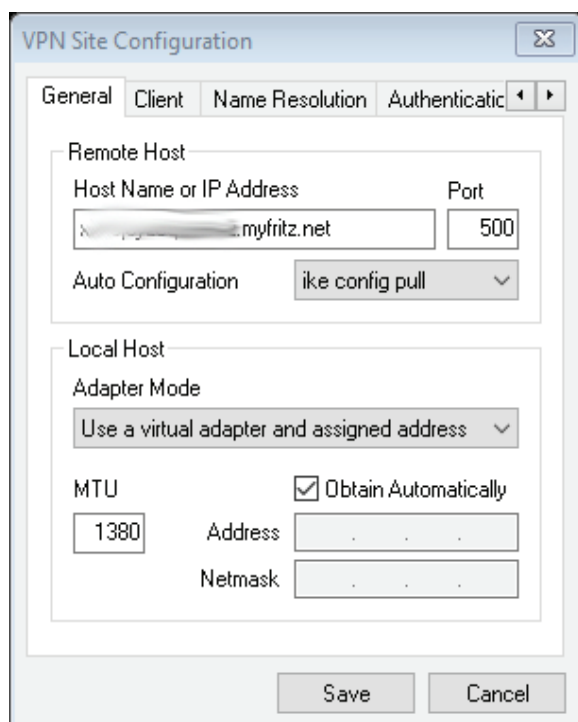 VPN Site Configuration
General Client Name Resolution Authenticatic
Remote Host
Host Name or IP Address Port
.myfritz.net 500
Auto Configuration ike config pull
Local Host
Adapter Mode
Use a virtual adapter and assigned address
MTU Obtain Automatically
1380 Address . . .
Netmask . . .
Save Cancel